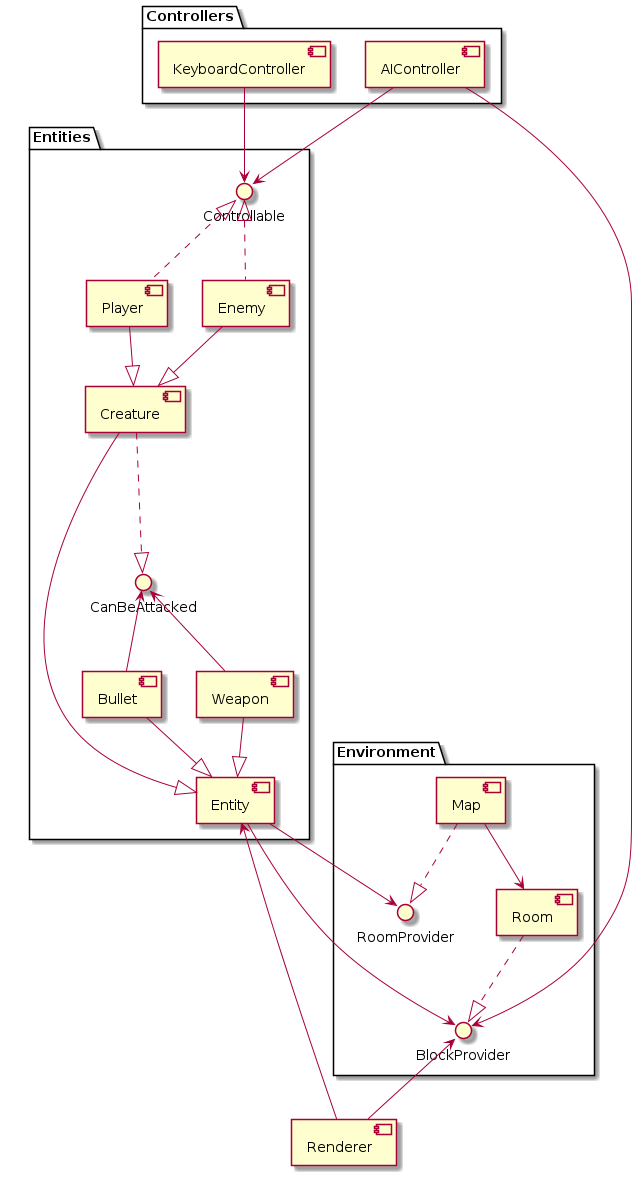 Controllers
KeyboardController
AIController
Entities
Controllable
Player
Enemy
Creature
CanBeAttacked
Bullet
Weapon
Environment
Entity
Map
Room
RoomProvider
BlockProvider
Renderer